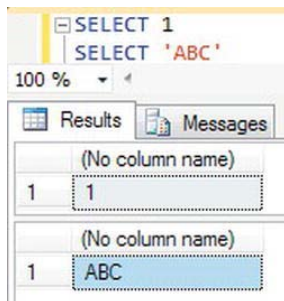 SELECT 1
SELECT 'ABC'
100 %
Results Messages
(No column name)
1 1
(No column name)
1 ABC